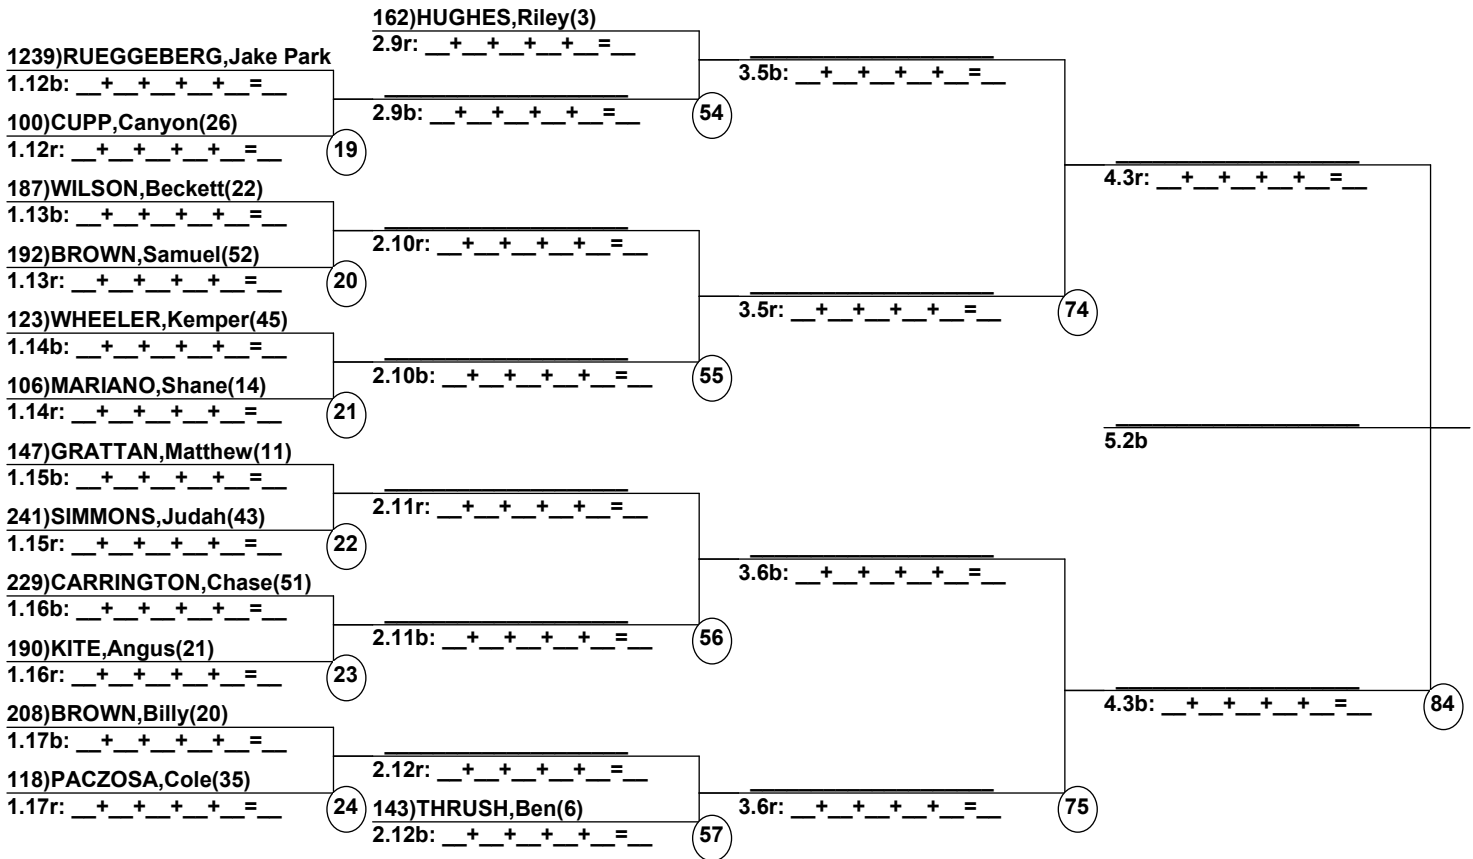 162)HUGHES,Riley(3)
2.9r: __+__+__+__+__=__
1239)RUEGGEBERG,Jake Park
1.12b: __+__+__+__+__=__
2.9b: __+__+__+__+__=__
54
100)CUPP,Canyon(26)
1.12r: __+__+__+__+__=__
19
3.5b: __+__+__+__+__=__
187)WILSON,Beckett(22)
1.13b: __+__+__+__+__=__
2.10r: __+__+__+__+__=__
192)BROWN,Samuel(52)
1.13r: __+__+__+__+__=__
20
4.3r: __+__+__+__+__=__
123)WHEELER,Kemper(45)
1.14b: __+__+__+__+__=__
3.5r: __+__+__+__+__=__
74
2.10b: __+__+__+__+__=__
55
106)MARIANO,Shane(14)
1.14r: __+__+__+__+__=__
21
5.2b
147)GRATTAN,Matthew(11)
1.15b: __+__+__+__+__=__
2.11r: __+__+__+__+__=__
241)SIMMONS,Judah(43)
1.15r: __+__+__+__+__=__
22
3.6b: __+__+__+__+__=__
229)CARRINGTON,Chase(51)
1.16b: __+__+__+__+__=__
2.11b: __+__+__+__+__=__
56
190)KITE,Angus(21)
1.16r: __+__+__+__+__=__
23
4.3b: __+__+__+__+__=__
84
208)BROWN,Billy(20)
1.17b: __+__+__+__+__=__
2.12r: __+__+__+__+__=__
118)PACZOSA,Cole(35)
1.17r: __+__+__+__+__=__
24
143)THRUSH,Ben(6)
2.12b: __+__+__+__+__=__
57
3.6r: __+__+__+__+__=__
75